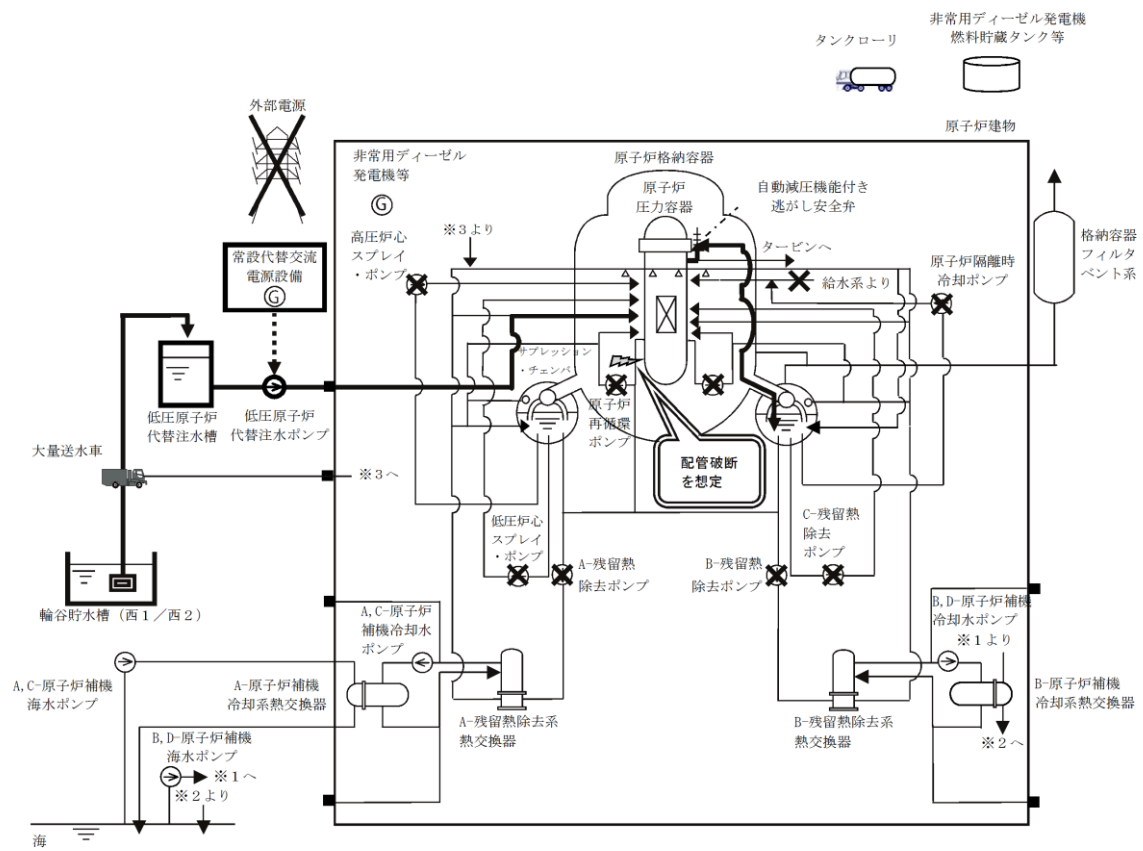 タンクローリ
非常用ディーゼル発電機
燃料貯蔵タンク等
外部電源
原子炉建物
非常用ディーゼル
発電機等
G
原子炉格納容器
原子炉
圧力容器
自動減圧機能付き
逃がし安全弁
※3より
高圧炉心
スプレイ・
ポンプ
タービンへ
給水系より
原子炉隔離時
冷却ポンプ
格納容器
フィルタ
ベント系
常設代替交流
電源設備
G
サプレッション
・チェンバ
低圧原子炉
代替注水槽
低圧原子炉
代替注水ポンプ
原子炉
再循環
ポンプ
配管破断
を想定
大量送水車
※3へ
低圧炉心
スプレイ
・ポンプ
A-残留熱
除去ポンプ
B-残留熱
除去ポンプ
C-残留熱
除去
ポンプ
輪谷貯水槽(西1/西2)
A,C-原子炉
補機冷却水
ポンプ
B,D-原子炉補機
冷却水ポンプ
※1より
A,C-原子炉補機
海水ポンプ
A-原子炉補機
冷却系熱交換器
A-残留熱除去系
熱交換器
B-残留熱除去系
熱交換器
B-原子炉補機
冷却系熱交換器
※2へ
B,D-原子炉補機
海水ポンプ
※1へ
※2より
海